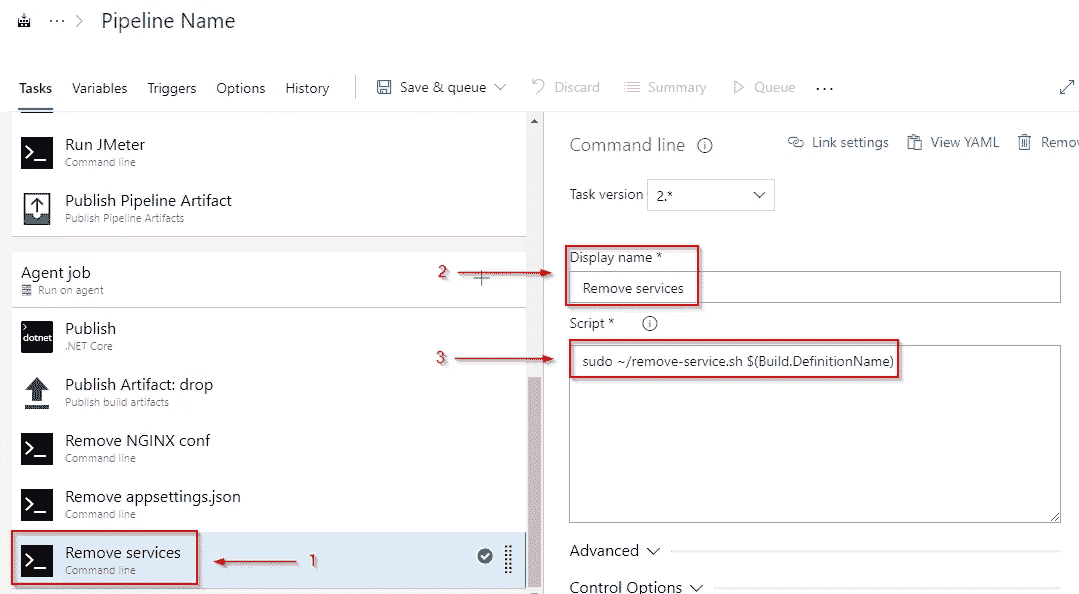 ··· > Pipeline Name
Tasks Variables Triggers Options History Save & queue Discard Summary Queue ...
Run JMeter
Command line
Publish Pipeline Artifact
Publish Pipeline Artifacts
Agent job
Run on agent
dotnet
Publish
.NET Core
Publish Artifact: drop
Publish build artifacts
Remove NGINX conf
Command line
Remove appsettings.json
Command line
Remove services
Command line
1
Command line Link settings View YAML Remov
Task version 2.*
2
Display name *
Remove services
Script *
3
sudo ~/remove-service.sh $(Build.DefinitionName)
Advanced
Control Options